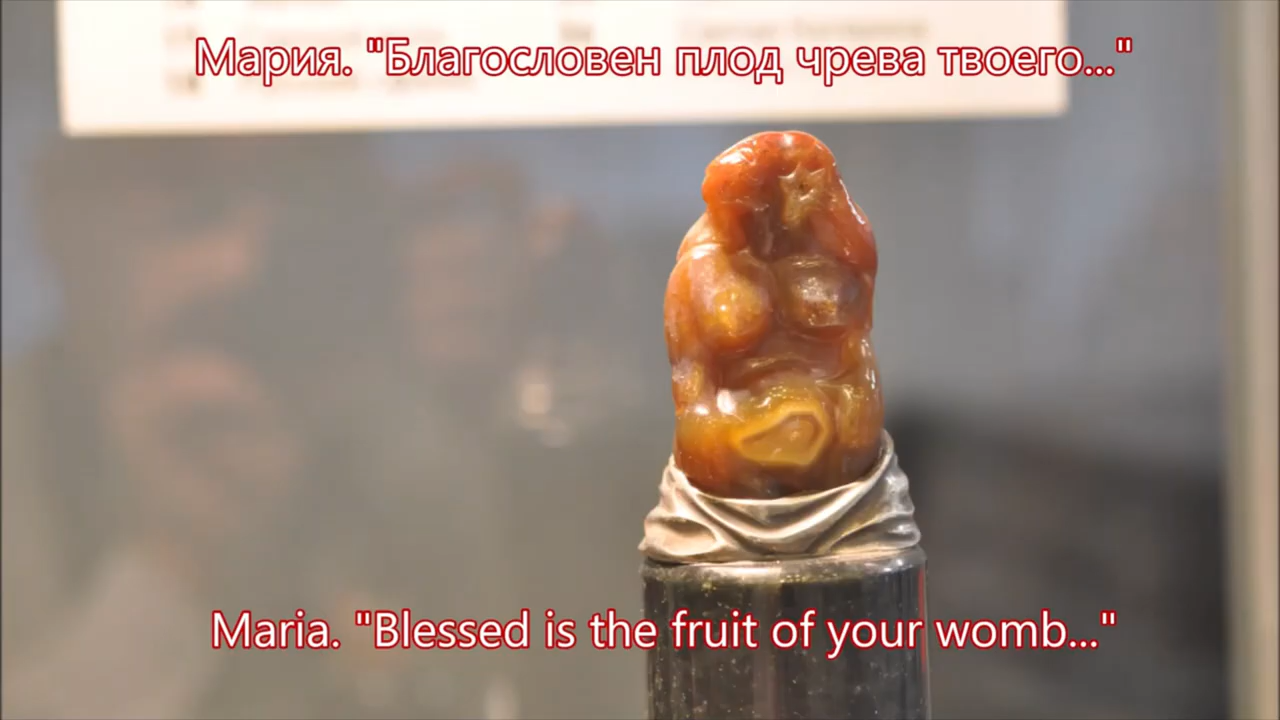 Мария. "Благословен плод чрева твоего..."
Maria. "Blessed is the fruit of your womb..."